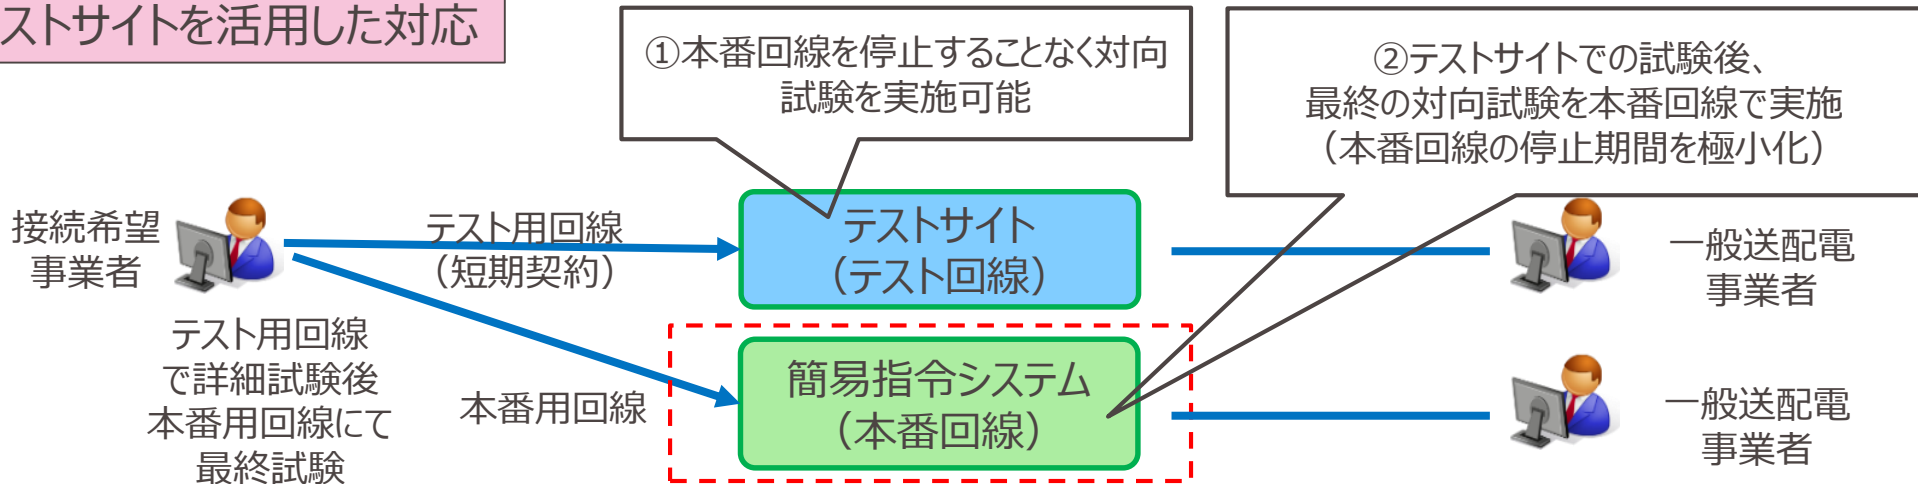 ストサイトを活用した対応
①本番回線を停止することなく対向
試験を実施可能
②テストサイトでの試験後、
最終の対向試験を本番回線で実施
（本番回線の停止期間を極小化）
接続希望
事業者
テスト用回線
（短期契約）
テストサイト
（テスト回線）
一般送配電
事業者
テスト用回線
で詳細試験後
本番用回線にて
最終試験
本番用回線
簡易指令システム
（本番回線）
一般送配電
事業者